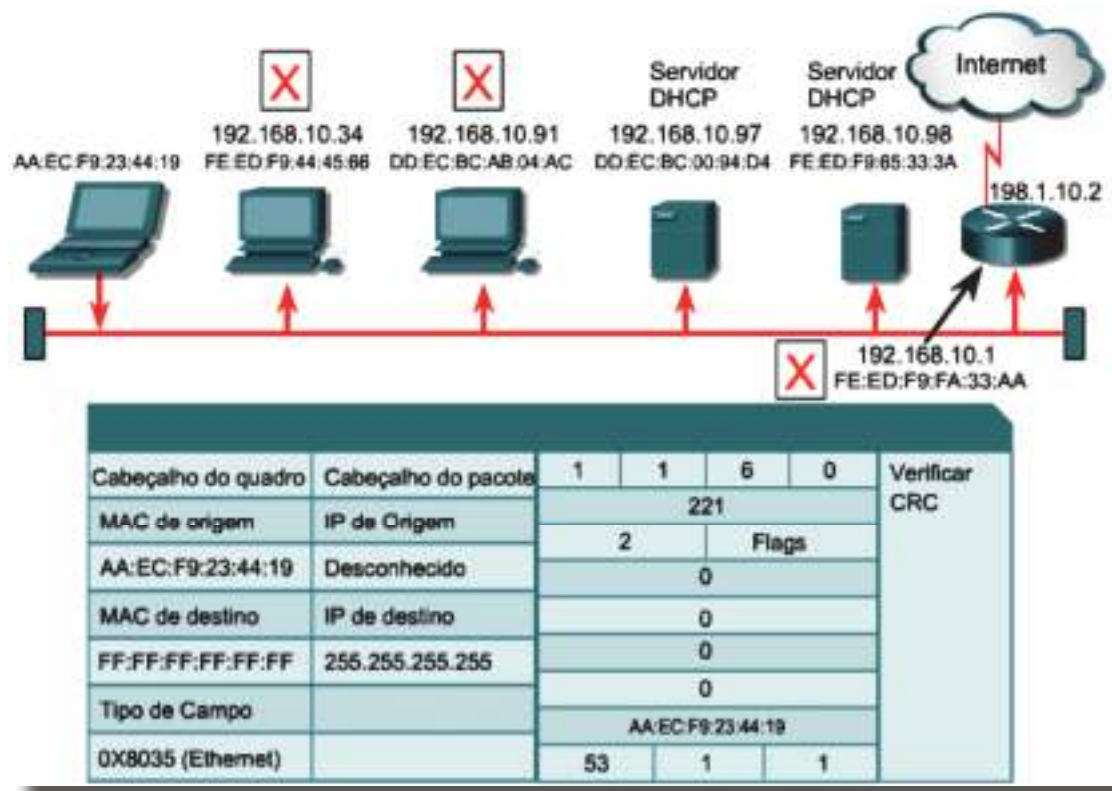 Internet
Servidor DHCP
Servidor DHCP
X
X
192.168.10.34
192.168.10.91
192.168.10.97
192.168.10.98
AA:EC:F9:23:44:19
FE:ED:F9:44:45:66
DD:EC:BC:AB:04:AC
DD:EC:BC:00:94:D4
FE:ED:F9:65:33:3A
198.1.10.2
X
192.168.10.1
FE:ED:F9:FA:33:AA
Cabeçalho do quadro
Cabeçalho do pacote
1 1 6 0
Verificar CRC
MAC de origem
IP de Origem
221
2 Flags
AA:EC:F9:23:44:19
Desconhecido
0
MAC de destino
IP de destino
0
FF:FF:FF:FF:FF:FF
255.255.255.255
0
0
Tipo de Campo
AA:EC:F9:23:44:19
0X8035 (Ethernet)
53 1 1